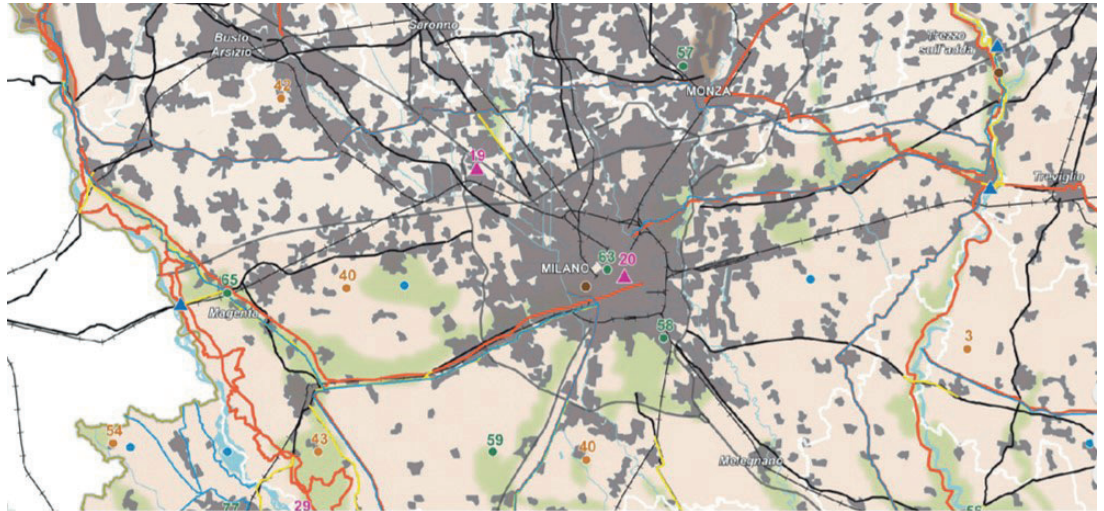 Busto
Arsizio
Saronno
57
Trezzo
sull'adda
42
MONZA
19
Treviglio
63
MILANO
20
65
40
Magenta
58
3
54
43
59
40
Melegnano
29